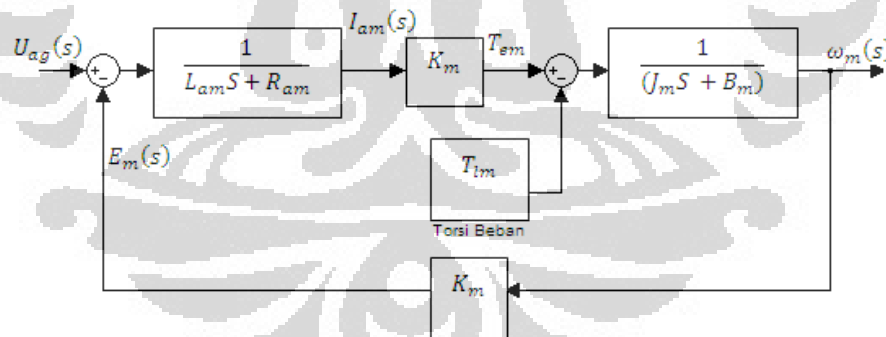 U_ag(s)
+
-
1
L_am S + R_am
I_am(s)
K_m
T_em
+
-
1
(J_m S + B_m)
ω_m(s)
E_m(s)
T_lm
Torsi Beban
K_m